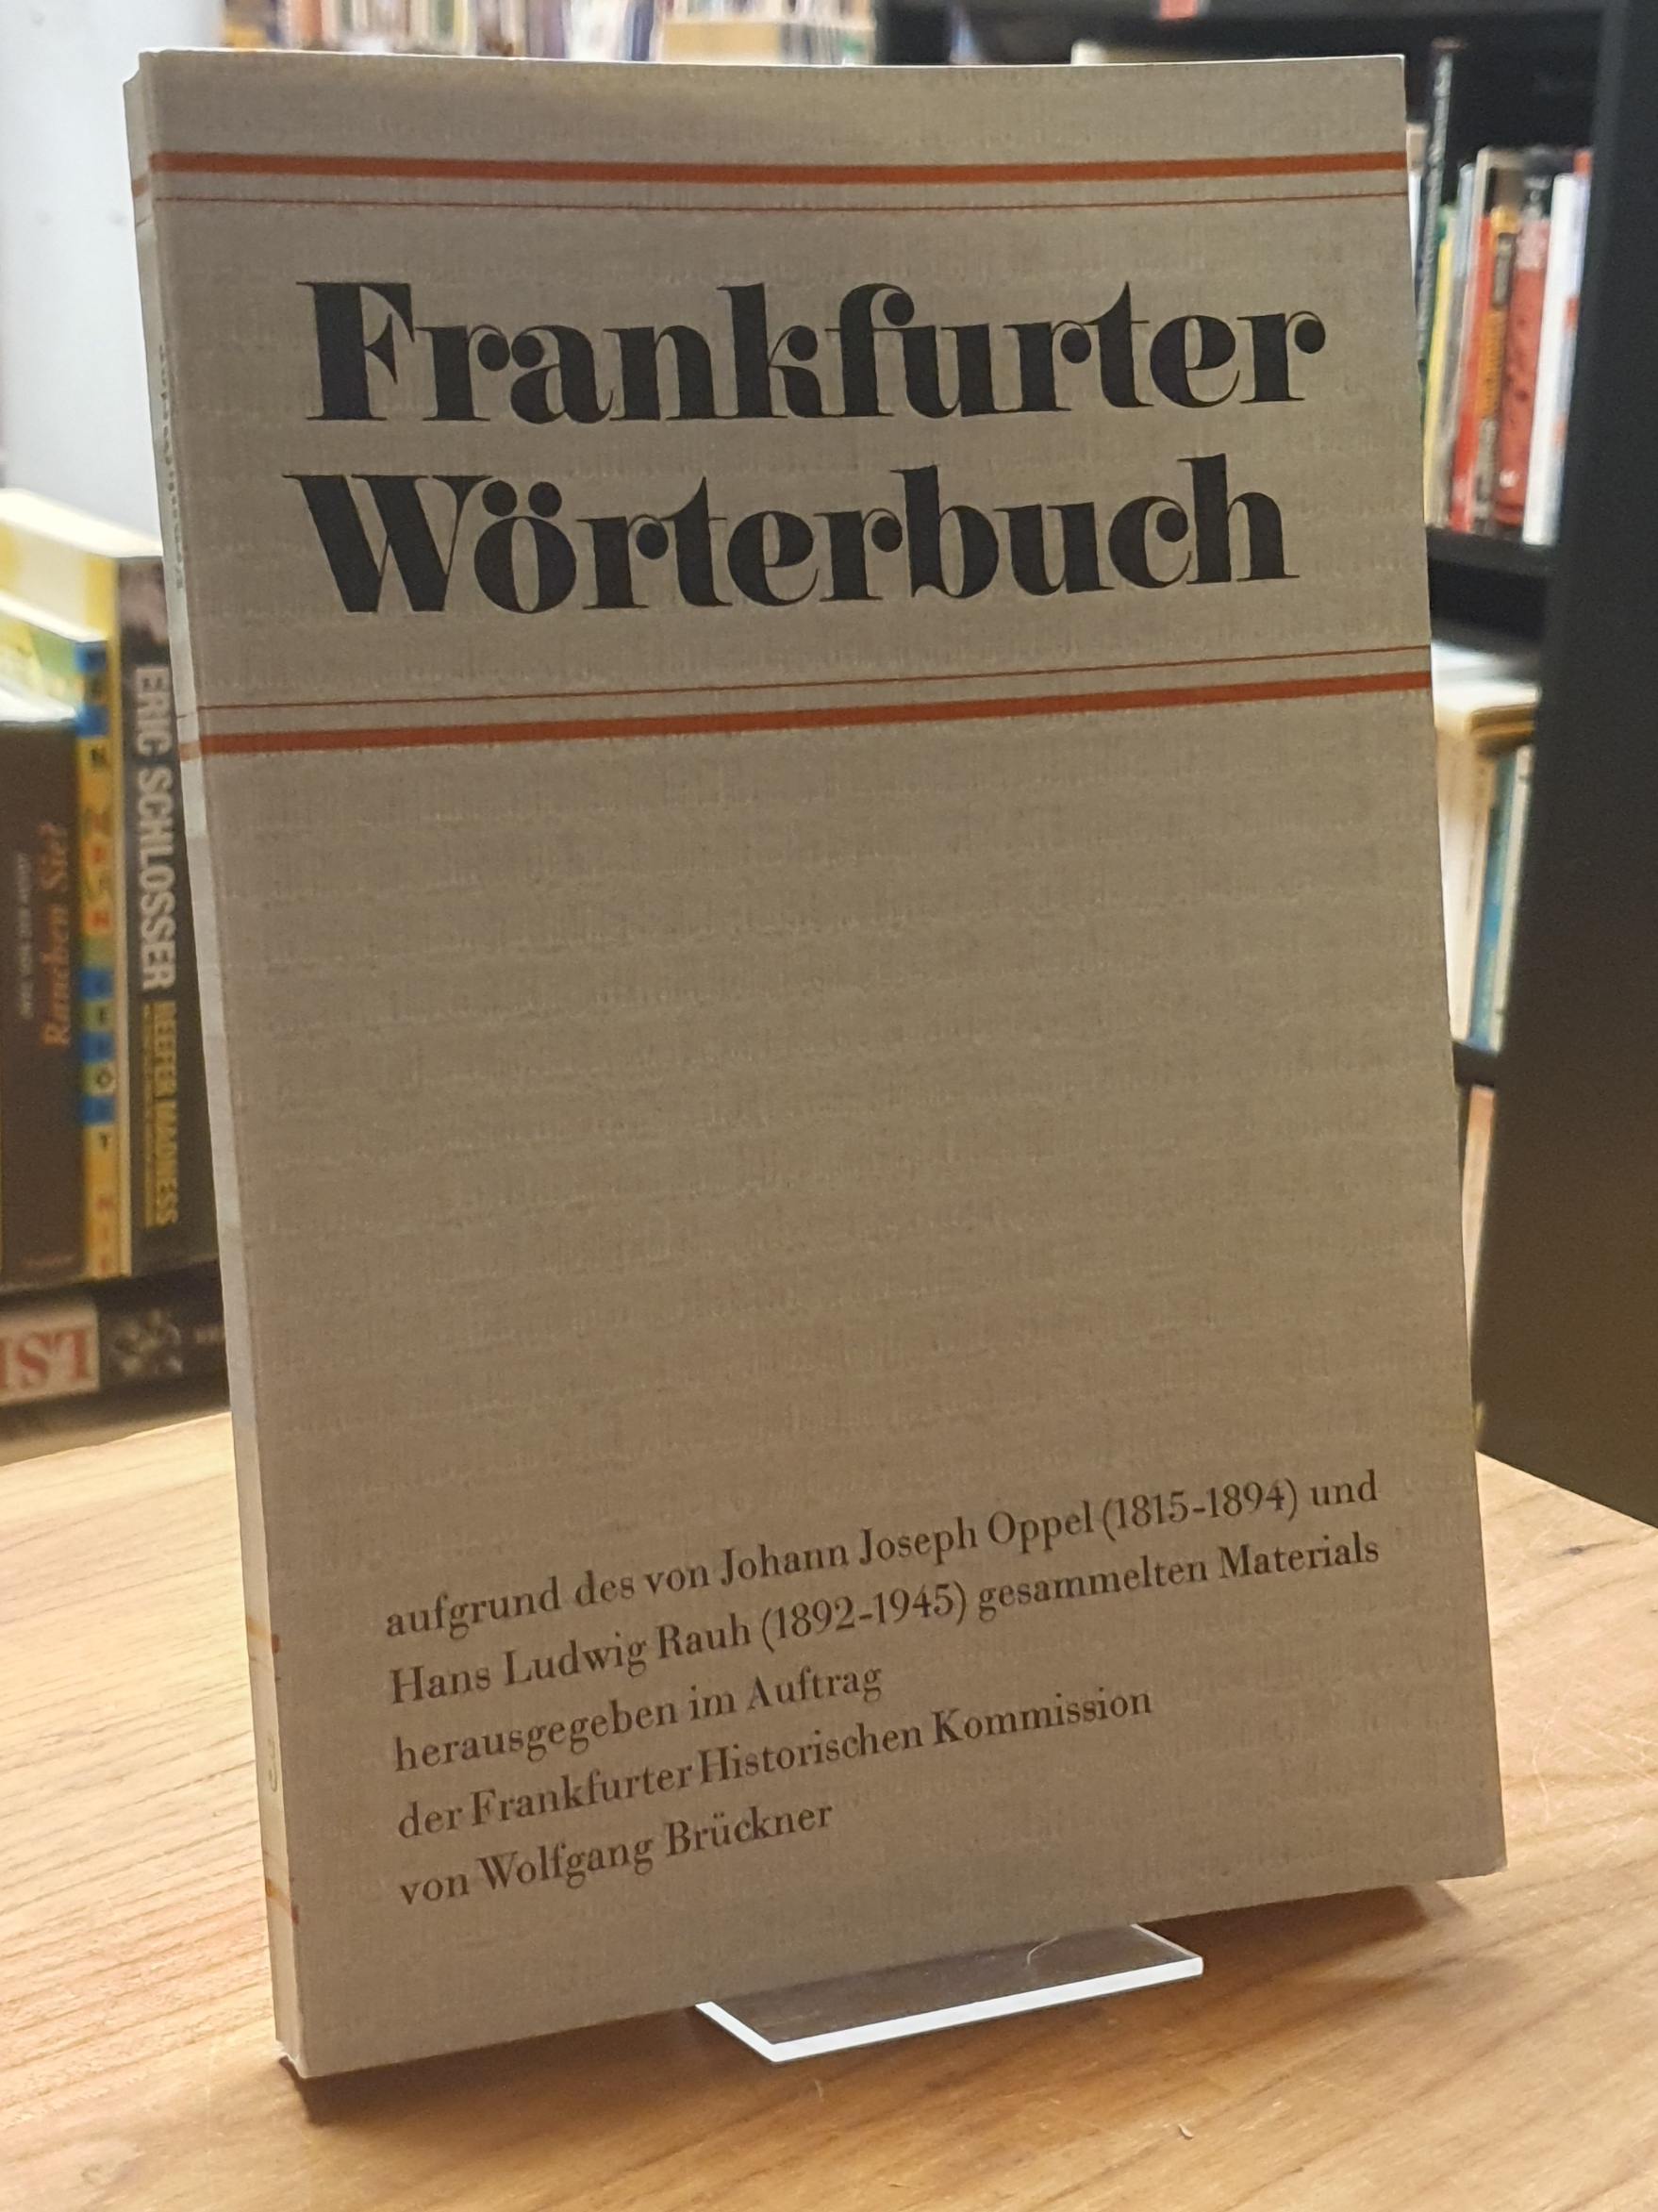 Frankfurter
Wörterbuch
aufgrund des von Johann Joseph Oppel (1815-1894) und
Hans Ludwig Rauh (1892-1945) gesammelten Materials
herausgegeben im Auftrag
der Frankfurter Historischen Kommission
von Wolfgang Brückner
3
ERIC SCHLOSSER REEFER MADNESS
Rauchen Sie?